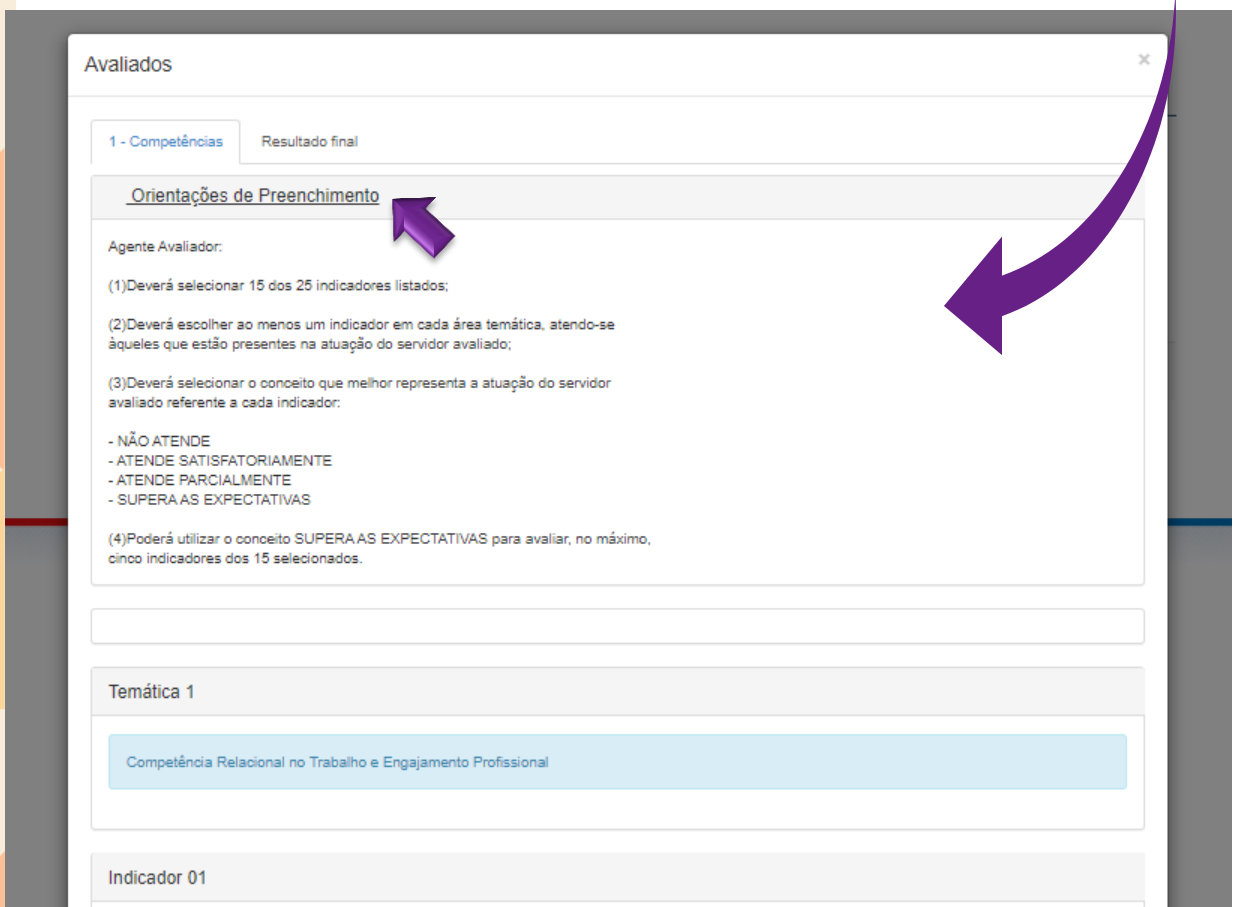 Avaliados
×
1 - Competências
Resultado final
Orientações de Preenchimento
Agente Avaliador:
(1)Deverá selecionar 15 dos 25 indicadores listados;
(2)Deverá escolher ao menos um indicador em cada área temática, atendo-se
àqueles que estão presentes na atuação do servidor avaliado;
(3)Deverá selecionar o conceito que melhor representa a atuação do servidor
avaliado referente a cada indicador:
- NÃO ATENDE
- ATENDE SATISFATORIAMENTE
- ATENDE PARCIALMENTE
- SUPERA AS EXPECTATIVAS
(4)Poderá utilizar o conceito SUPERA AS EXPECTATIVAS para avaliar, no máximo,
cinco indicadores dos 15 selecionados.
Temática 1
Competência Relacional no Trabalho e Engajamento Profissional
Indicador 01